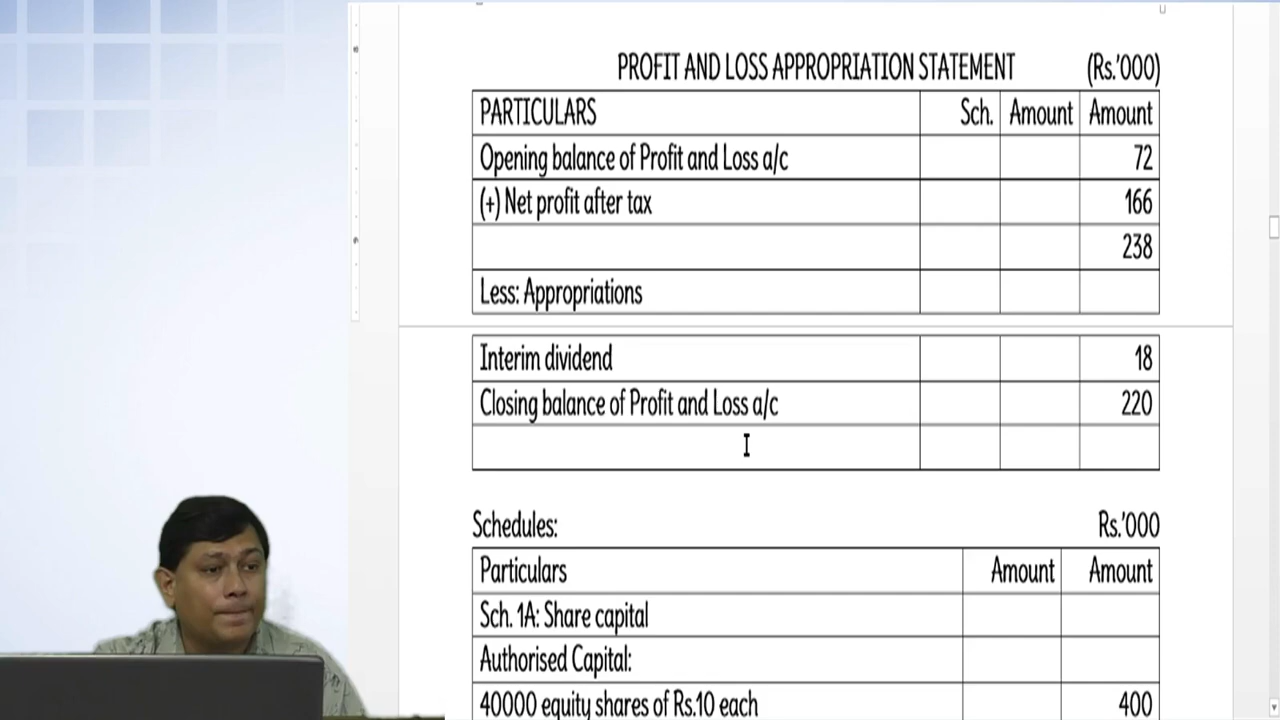 PROFIT AND LOSS APPROPRIATION STATEMENT (Rs.'000)
PARTICULARS Sch. Amount Amount
Opening balance of Profit and Loss a/c 72
(+) Net profit after tax 166
238
Less: Appropriations
Interim dividend 18
Closing balance of Profit and Loss a/c 220
Schedules: Rs.'000
Particulars Amount Amount
Sch. 1A: Share capital
Authorised Capital:
40000 equity shares of Rs.10 each 400